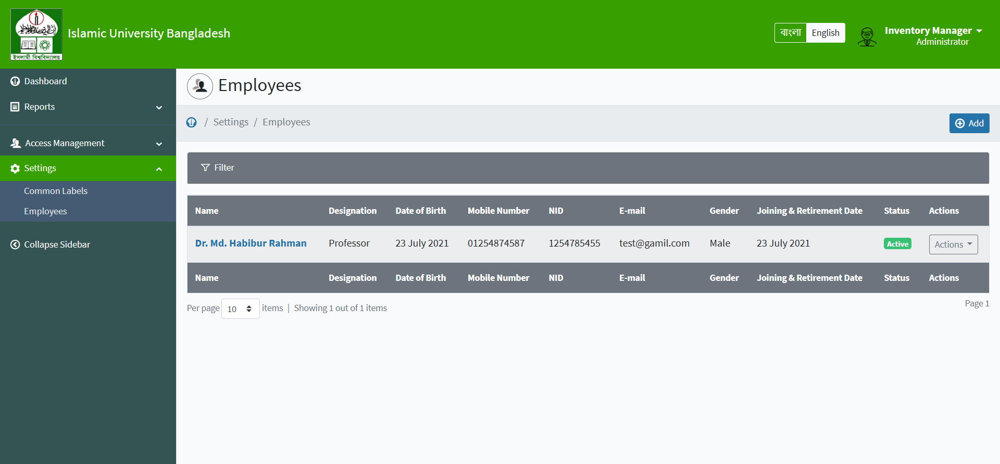 ইসলামী বিশ্ববিদ্যালয়
Islamic University Bangladesh
বাংলা English
Inventory Manager
Administrator
Dashboard
Reports
Access Management
Settings
Common Labels
Employees
Collapse Sidebar
Employees
/ Settings / Employees
Add
Filter
Name Designation Date of Birth Mobile Number NID E-mail Gender Joining & Retirement Date Status Actions
Dr. Md. Habibur Rahman Professor 23 July 2021 01254874587 1254785455 test@gamil.com Male 23 July 2021 Active Actions
Name Designation Date of Birth Mobile Number NID E-mail Gender Joining & Retirement Date Status Actions
Per page 10 items | Showing 1 out of 1 items
Page 1